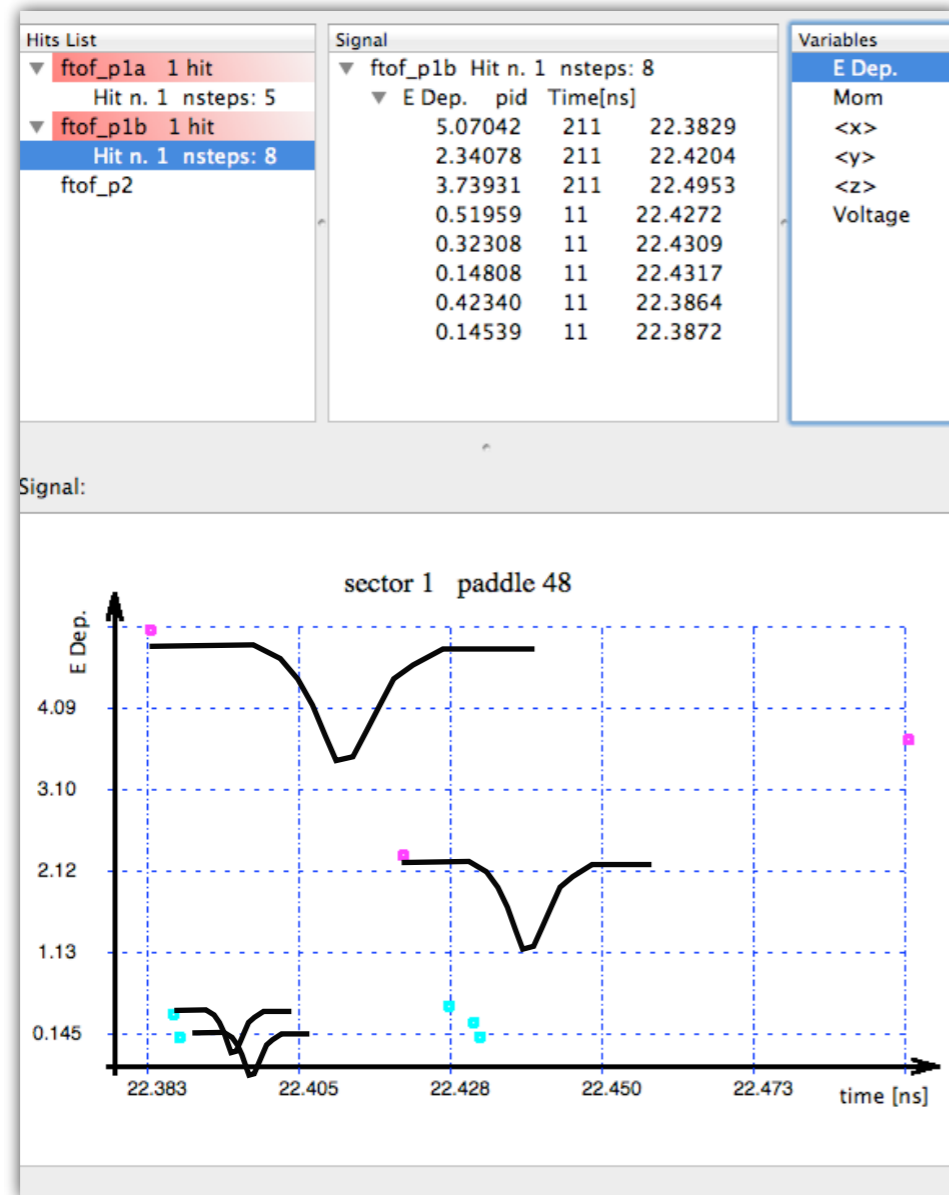 Hits List
ftof_p1a 1 hit
Hit n. 1 nsteps: 5
ftof_p1b 1 hit
Hit n. 1 nsteps: 8
ftof_p2
Signal
ftof_p1b Hit n. 1 nsteps: 8
E Dep. pid Time[ns]
5.07042 211 22.3829
2.34078 211 22.4204
3.73931 211 22.4953
0.51959 11 22.4272
0.32308 11 22.4309
0.14808 11 22.4317
0.42340 11 22.3864
0.14539 11 22.3872
Variables
E Dep.
Mom
<x>
<y>
<z>
Voltage
Signal:
sector 1 paddle 48
E Dep.
4.09
3.10
2.12
1.13
0.145
22.383 22.405 22.428 22.450 22.473
time [ns]